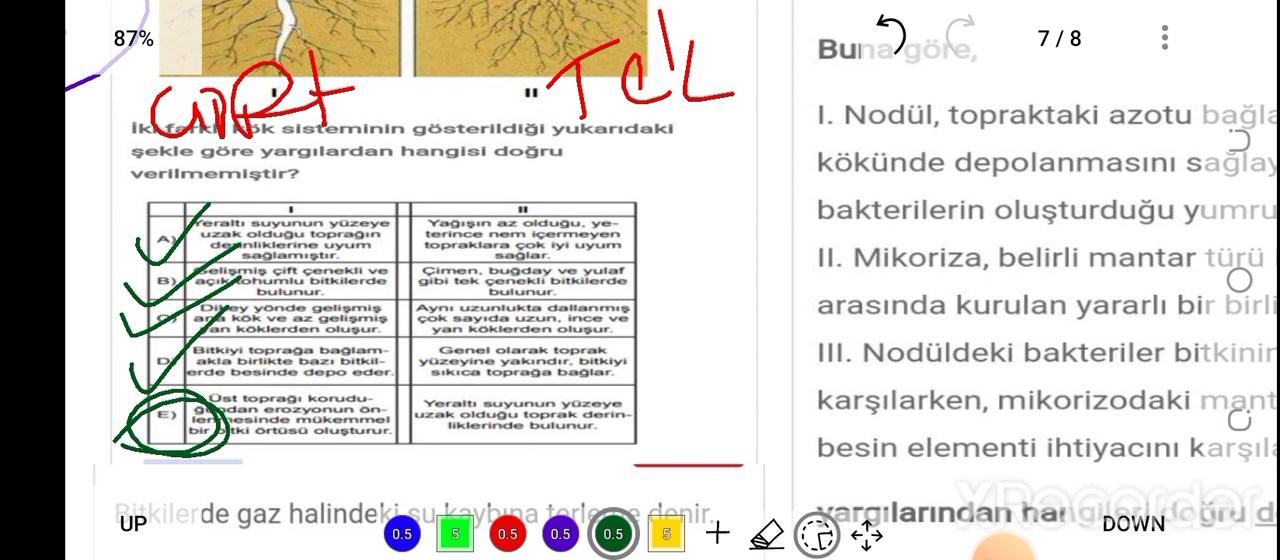 87%
7 / 8
I
II
TCL
İki farklı kök sisteminin gösterildiği yukarıdaki
şekle göre yargılardan hangisi doğru
verilmemiştir?
I
II
A)
Yeraltı suyunun yüzeye
uzak olduğu toprağın
derinliklerine uyum
sağlamıştır.
Yağışın az olduğu, ye-
terince nem içermeyen
topraklara çok iyi uyum
sağlar.
B)
Gelişmiş çift çenekli ve
açık tohumlu bitkilerde
bulunur.
Çimen, buğday ve yulaf
gibi tek çenekli bitkilerde
bulunur.
C)
Dikey yönde gelişmiş
ana kök ve az gelişmiş
yan köklerden oluşur.
Aynı uzunlukta dallanmış
çok sayıda uzun, ince ve
yan köklerden oluşur.
D)
Bitkiyi toprağa bağlam-
akla birlikte bazı bitkil-
erde besinde depo eder.
Genel olarak toprak
yüzeyine yakındır, bitkiyi
sıkıca toprağa bağlar.
E)
Üst toprağı korudu-
ğundan erozyonun ön-
lenmesinde mükemmel
bir bitki örtüsü oluşturur.
Yeraltı suyunun yüzeye
uzak olduğu toprak derin-
liklerinde bulunur.
Bitkilerde gaz halindeki su kaybına terleme denir.
Buna göre,
I. Nodül, topraktaki azotu bağla
kökünde depolanmasını sağlay
bakterilerin oluşturduğu yumru
II. Mikoriza, belirli mantar türü
arasında kurulan yararlı bir birli
III. Nodüldeki bakteriler bitkinin
karşılarken, mikorizodaki mant
besin elementi ihtiyacını karşıla
yargılarından hangileri doğru d
UP
0.5
5
0.5
0.5
0.5
5
DOWN
XRecorder